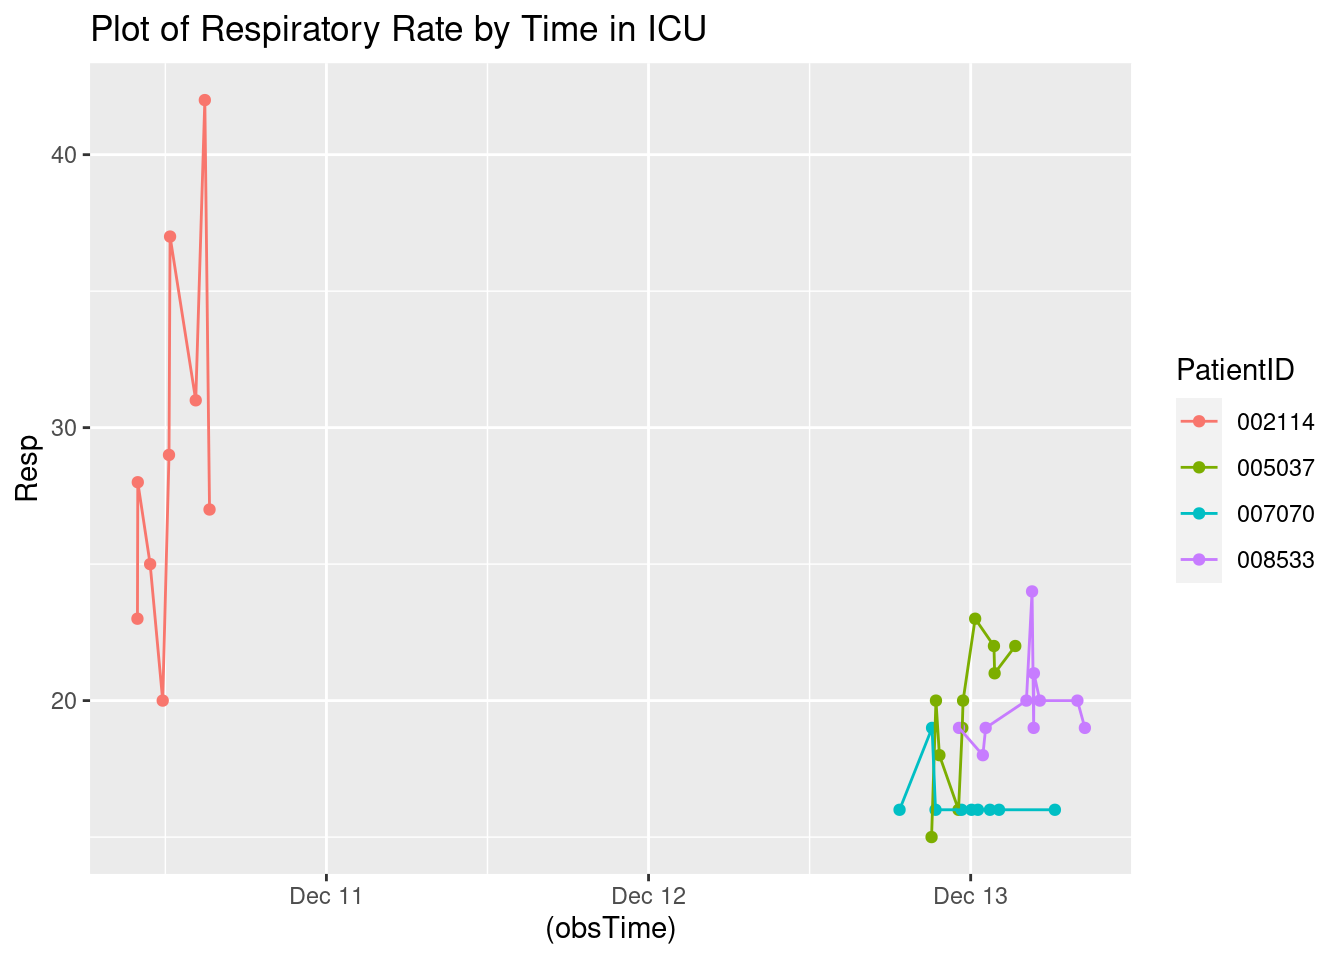 Plot of Respiratory Rate by Time in ICU
40
30
20
Resp
Dec 11
Dec 12
Dec 13
(obsTime)
PatientID
002114
005037
007070
008533